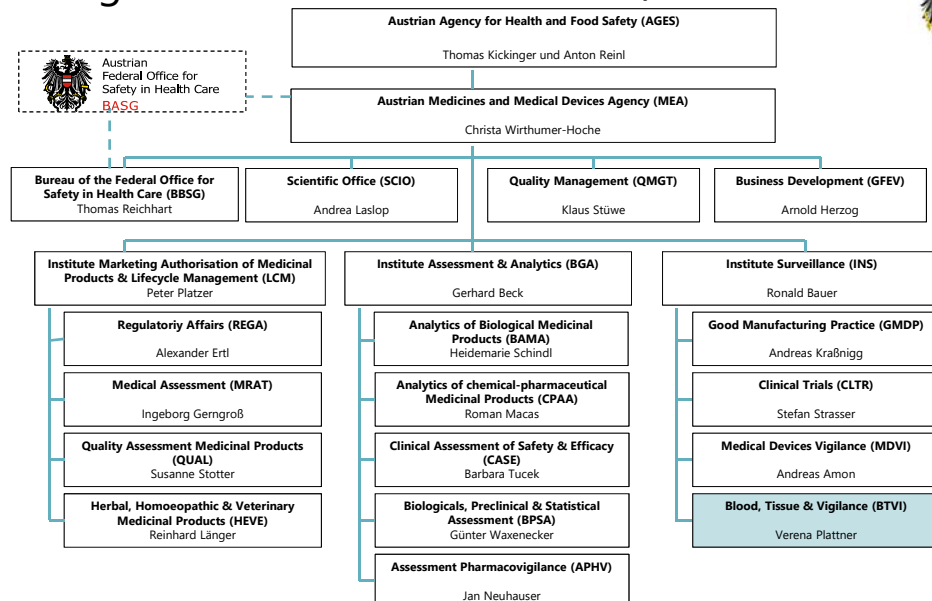 Austrian Agency for Health and Food Safety (AGES)
Thomas Kickinger und Anton Reinl
Austrian
Federal Office for
Safety in Health Care
BASG
Austrian Medicines and Medical Devices Agency (MEA)
Christa Wirthumer-Hoche
Bureau of the Federal Office for
Safety in Health Care (BBSG)
Thomas Reichhart
Scientific Office (SCIO)
Andrea Laslop
Quality Management (QMGT)
Klaus Stüwe
Business Development (GFEV)
Arnold Herzog
Institute Marketing Authorisation of Medicinal
Products & Lifecycle Management (LCM)
Peter Platzer
Regulatoriy Affairs (REGA)
Alexander Ertl
Medical Assessment (MRAT)
Ingeborg Gerngroß
Quality Assessment Medicinal Products
(QUAL)
Susanne Stotter
Herbal, Homoeopathic & Veterinary
Medicinal Products (HEVE)
Reinhard Länger
Institute Assessment & Analytics (BGA)
Gerhard Beck
Analytics of Biological Medicinal
Products (BAMA)
Heidemarie Schindl
Analytics of chemical-pharmaceutical
Medicinal Products (CPAA)
Roman Macas
Clinical Assessment of Safety & Efficacy
(CASE)
Barbara Tucek
Biologicals, Preclinical & Statistical
Assessment (BPSA)
Günter Waxenecker
Assessment Pharmacovigilance (APHV)
Jan Neuhauser
Institute Surveillance (INS)
Ronald Bauer
Good Manufacturing Practice (GMDP)
Andreas Kraßnigg
Clinical Trials (CLTR)
Stefan Strasser
Medical Devices Vigilance (MDVI)
Andreas Amon
Blood, Tissue & Vigilance (BTVI)
Verena Plattner